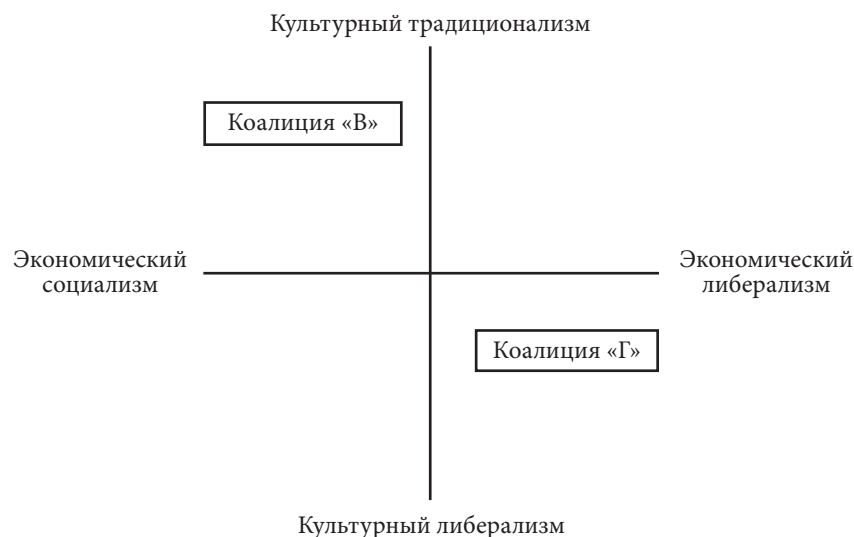 Культурный традиционализм
Коалиция «В»
Экономический
социализм
Экономический
либерализм
Коалиция «Г»
Культурный либерализм